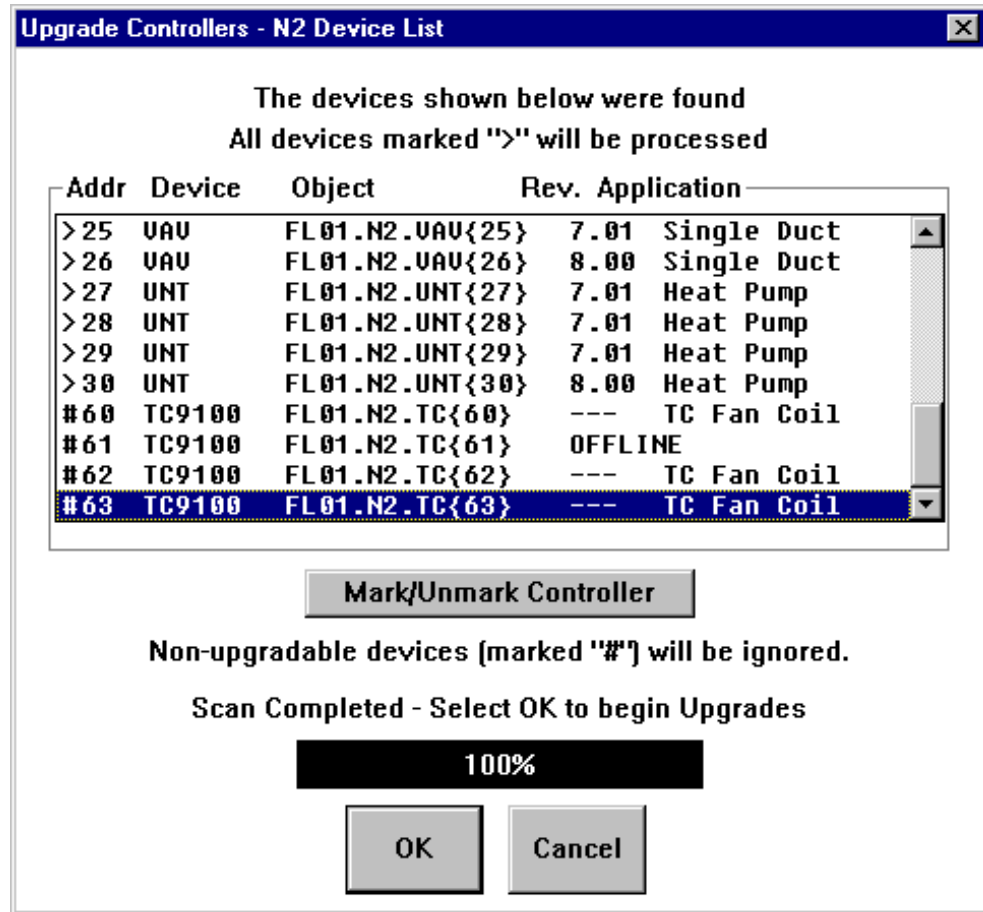 Upgrade Controllers - N2 Device List
The devices shown below were found
All devices marked ">" will be processed
Addr Device Object Rev. Application
>25 VAV FL01.N2.VAV{25} 7.01 Single Duct
>26 VAV FL01.N2.VAV{26} 8.00 Single Duct
>27 UNT FL01.N2.UNT{27} 7.01 Heat Pump
>28 UNT FL01.N2.UNT{28} 7.01 Heat Pump
>29 UNT FL01.N2.UNT{29} 7.01 Heat Pump
>30 UNT FL01.N2.UNT{30} 8.00 Heat Pump
#60 TC9100 FL01.N2.TC{60} --- TC Fan Coil
#61 TC9100 FL01.N2.TC{61} OFFLINE
#62 TC9100 FL01.N2.TC{62} --- TC Fan Coil
#63 TC9100 FL01.N2.TC{63} --- TC Fan Coil
Mark/Unmark Controller
Non-upgradable devices (marked "#") will be ignored.
Scan Completed - Select OK to begin Upgrades
100%
OK Cancel